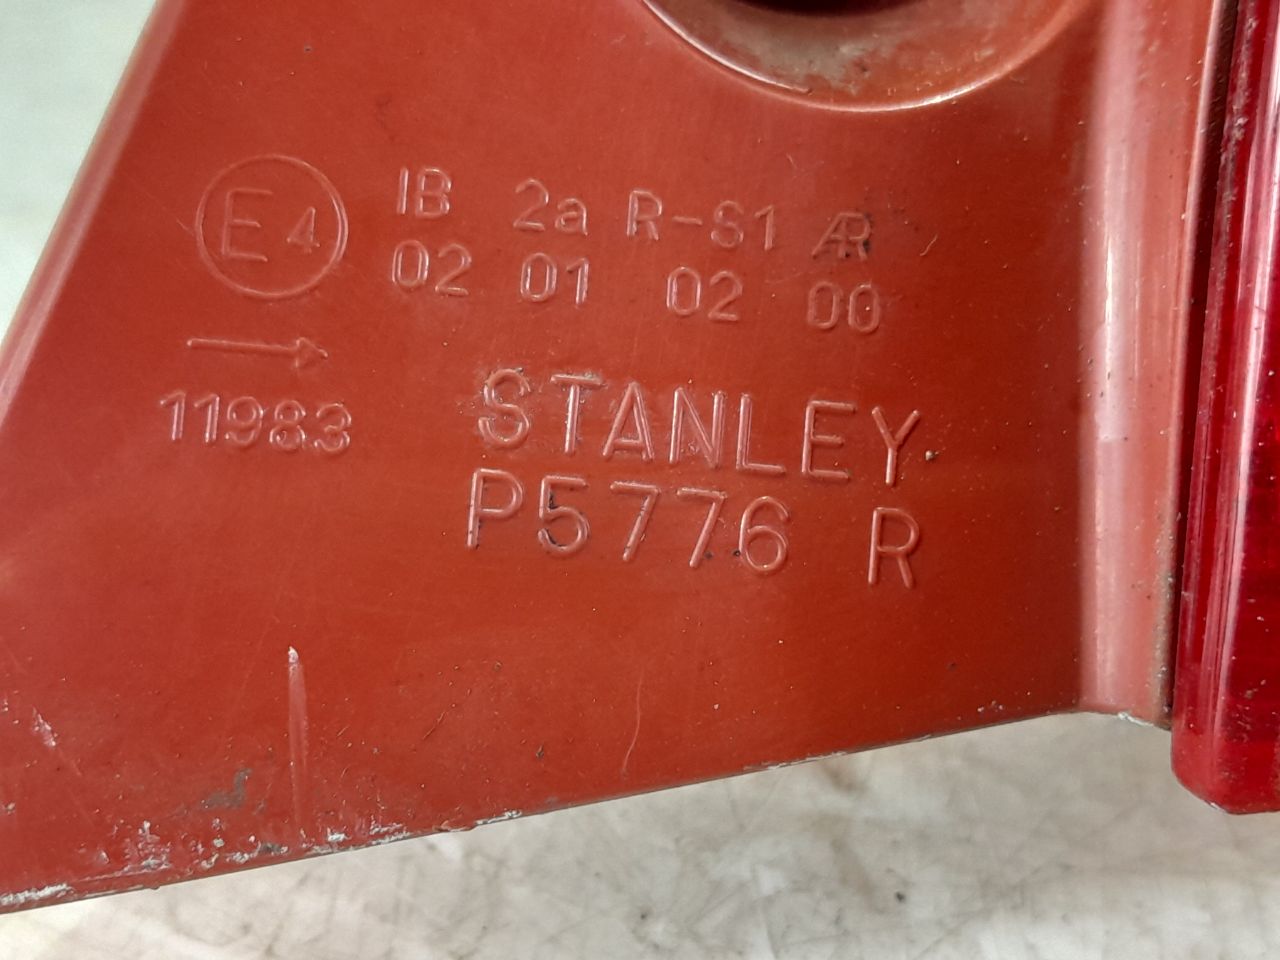 E4 IB 2a R-S1 AR
02 01 02 00
→
11983
STANLEY
P5776 R